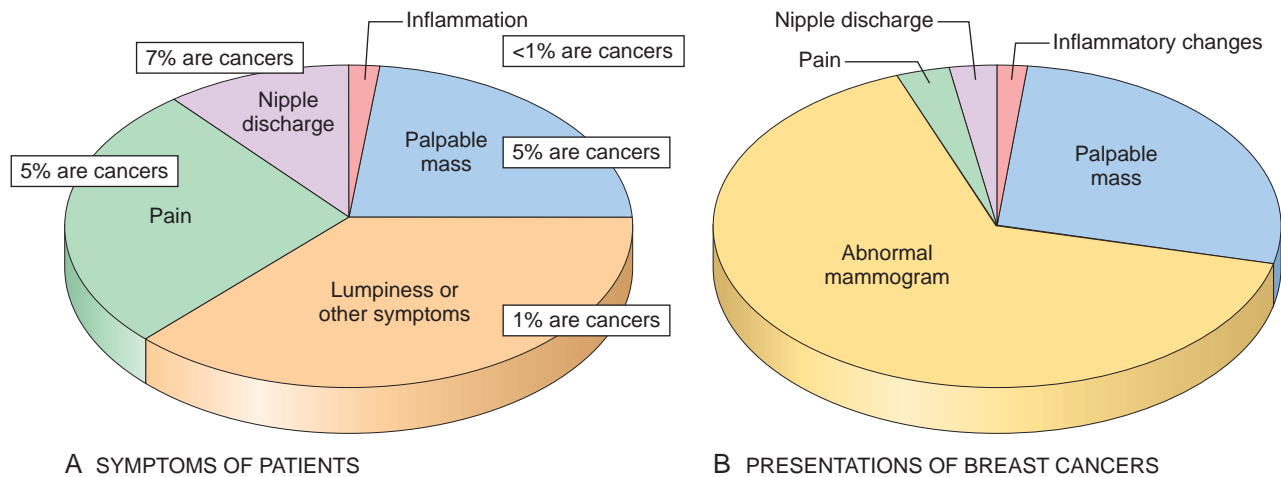 Inflammation
<1% are cancers
7% are cancers
Nipple
discharge
Palpable
mass
5% are cancers
5% are cancers
Pain
Lumpiness or
other symptoms
1% are cancers
A SYMPTOMS OF PATIENTS
Nipple discharge
Inflammatory changes
Pain
Palpable
mass
Abnormal
mammogram
B PRESENTATIONS OF BREAST CANCERS